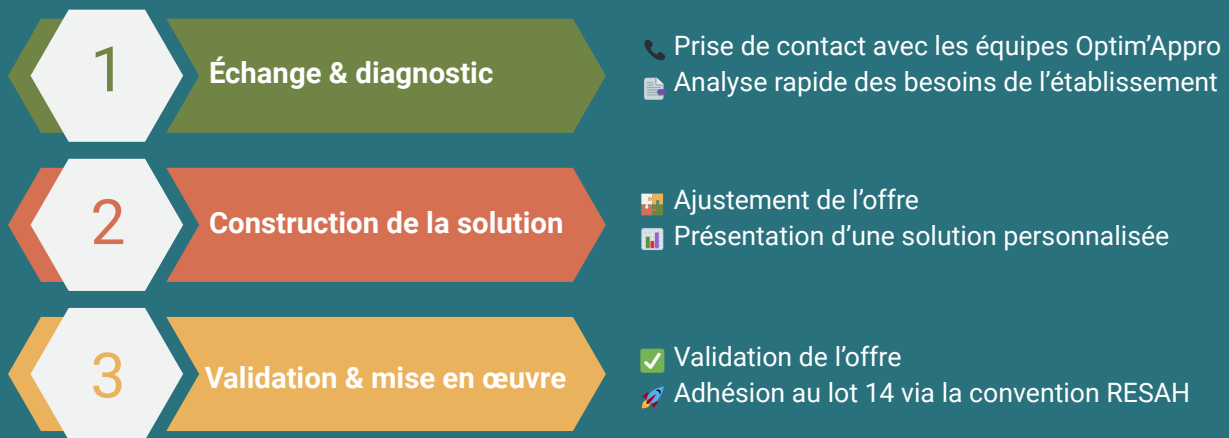 1
Échange & diagnostic
Prise de contact avec les équipes Optim’Appro
Analyse rapide des besoins de l’établissement
2
Construction de la solution
Ajustement de l’offre
Présentation d’une solution personnalisée
3
Validation & mise en œuvre
Validation de l’offre
Adhésion au lot 14 via la convention RESAH